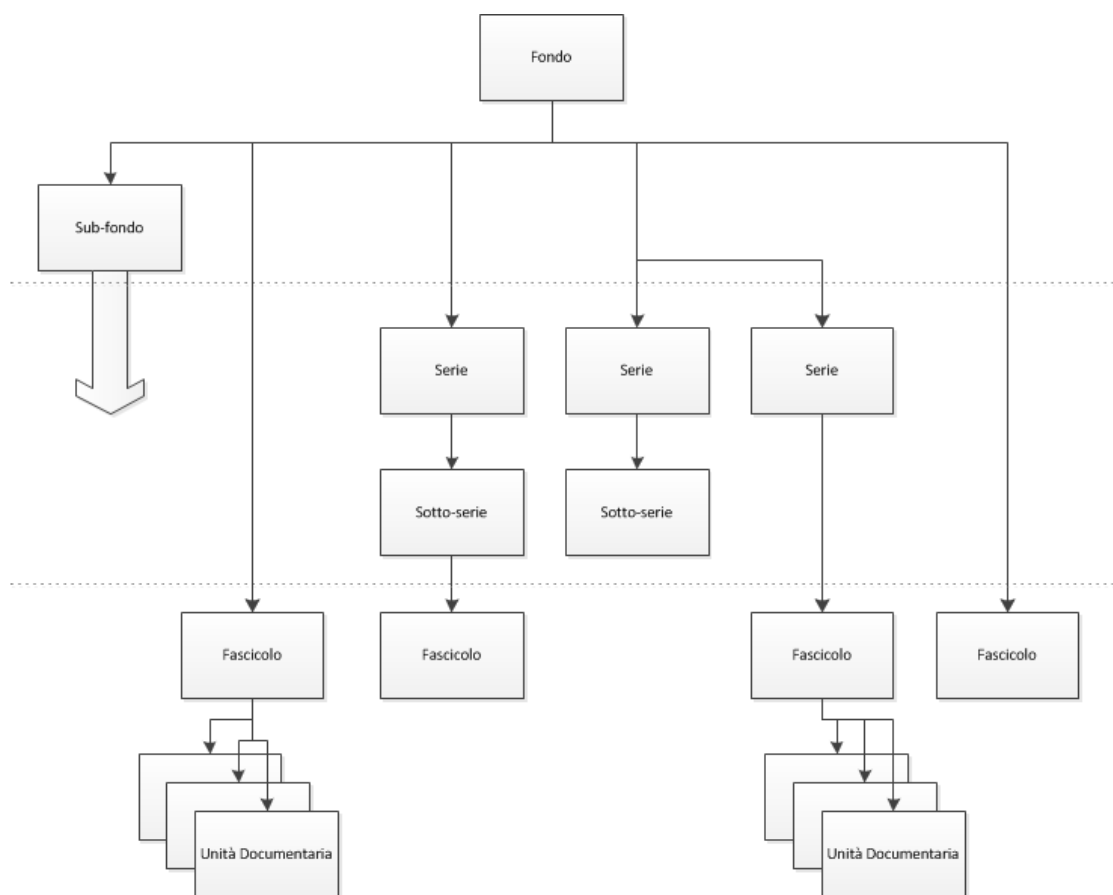 Fondo
Sub-fondo
Serie
Serie
Serie
Sotto-serie
Sotto-serie
Fascicolo
Fascicolo
Fascicolo
Fascicolo
Unità Documentaria
Unità Documentaria